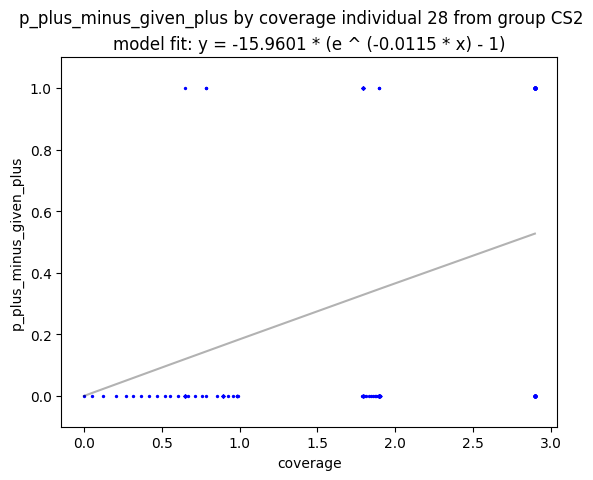 p_plus_minus_given_plus by coverage individual 28 from group CS2
model fit: y = -15.9601 * (e ^ (-0.0115 * x) - 1)
p_plus_minus_given_plus
1.0
0.8
0.6
0.4
0.2
0.0
0.0 0.5 1.0 1.5 2.0 2.5 3.0
coverage